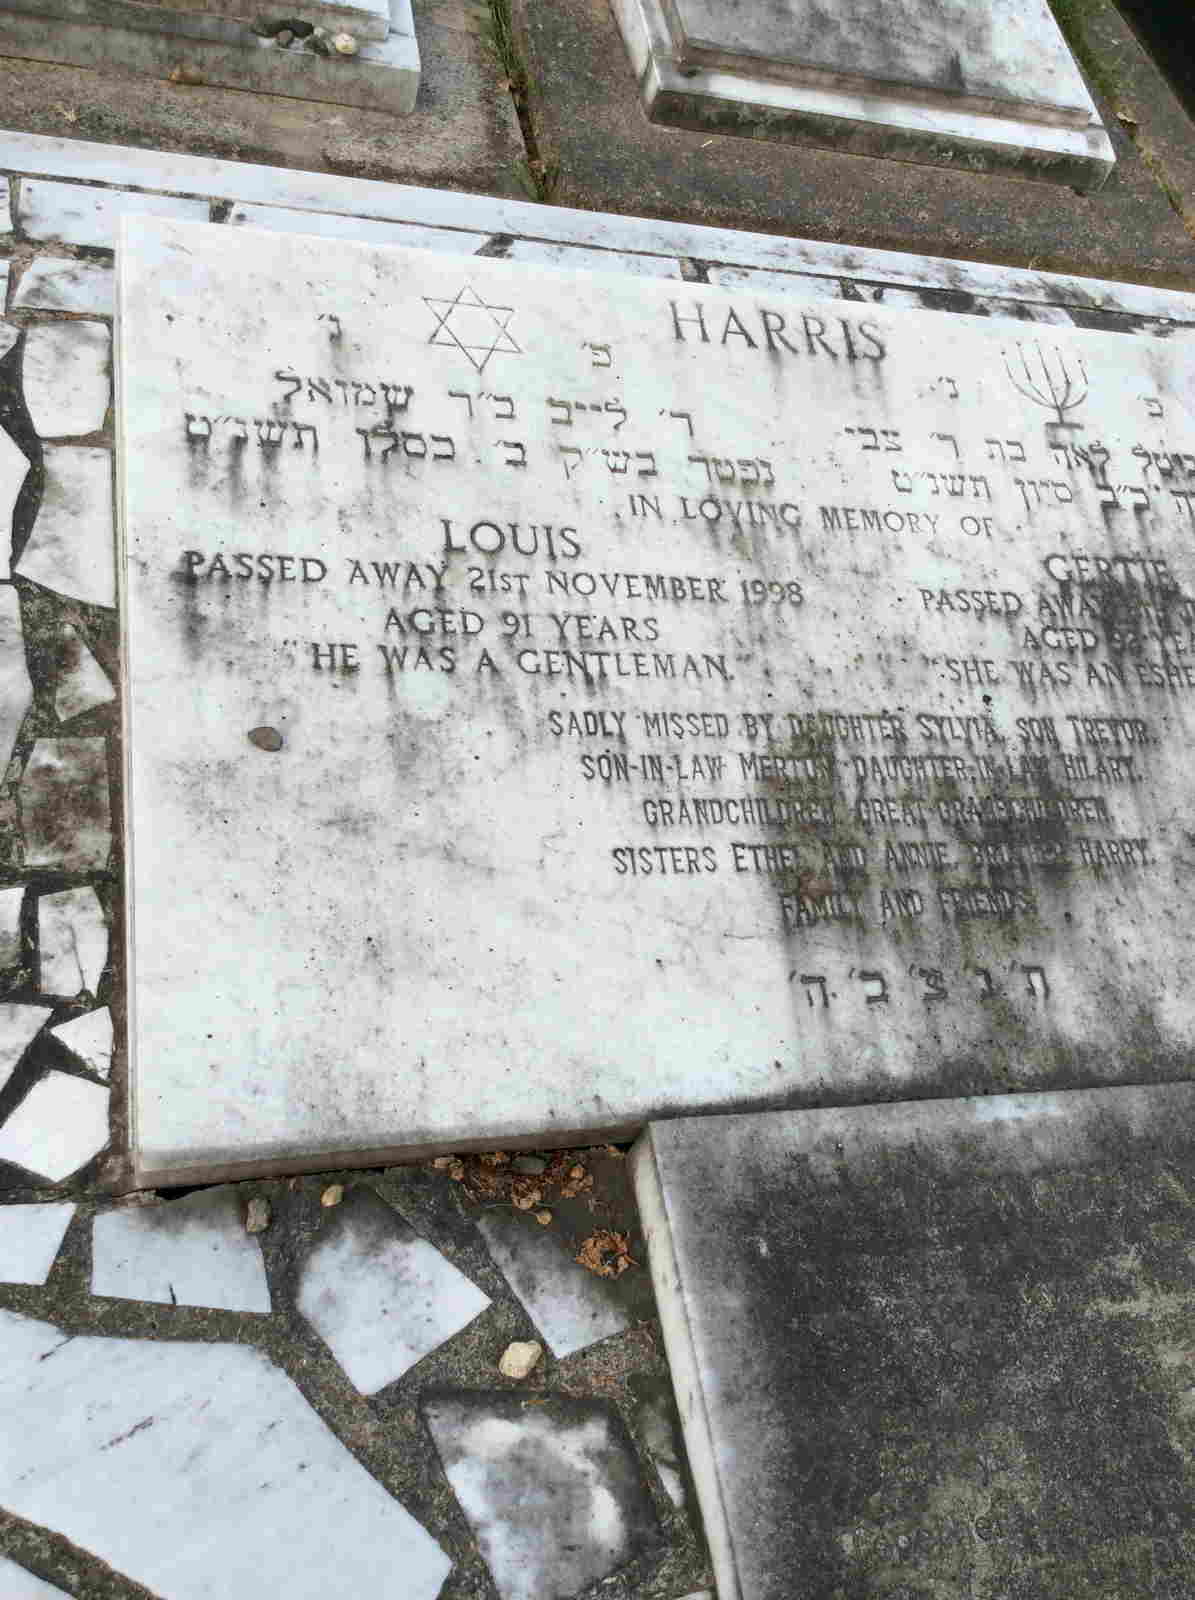 HARRIS
פ׳ נ׳
פ׳ נ׳
ר׳ לייב ב״ר שמואל
נפטר בש״ק ב׳ כסלו תשנ״ט
לאה בת ר׳ צבי
כ״ב סיון תשנ״ט
IN LOVING MEMORY OF
LOUIS
PASSED AWAY 21ST NOVEMBER 1998
AGED 91 YEARS
"HE WAS A GENTLEMAN."
GERTIE
PASSED AWAY
AGED
"SHE WAS AN
SADLY MISSED BY DAUGHTER SYLVIA, SON TREVOR,
SON-IN-LAW MERTON, DAUGHTER-IN-LAW HILARY,
GRANDCHILDREN, GREAT-GRANDCHILDREN,
SISTERS ETHEL AND ANNIE, BROTHER HARRY,
FAMILY AND FRIENDS
ת׳ נ׳ צ׳ ב׳ ה׳